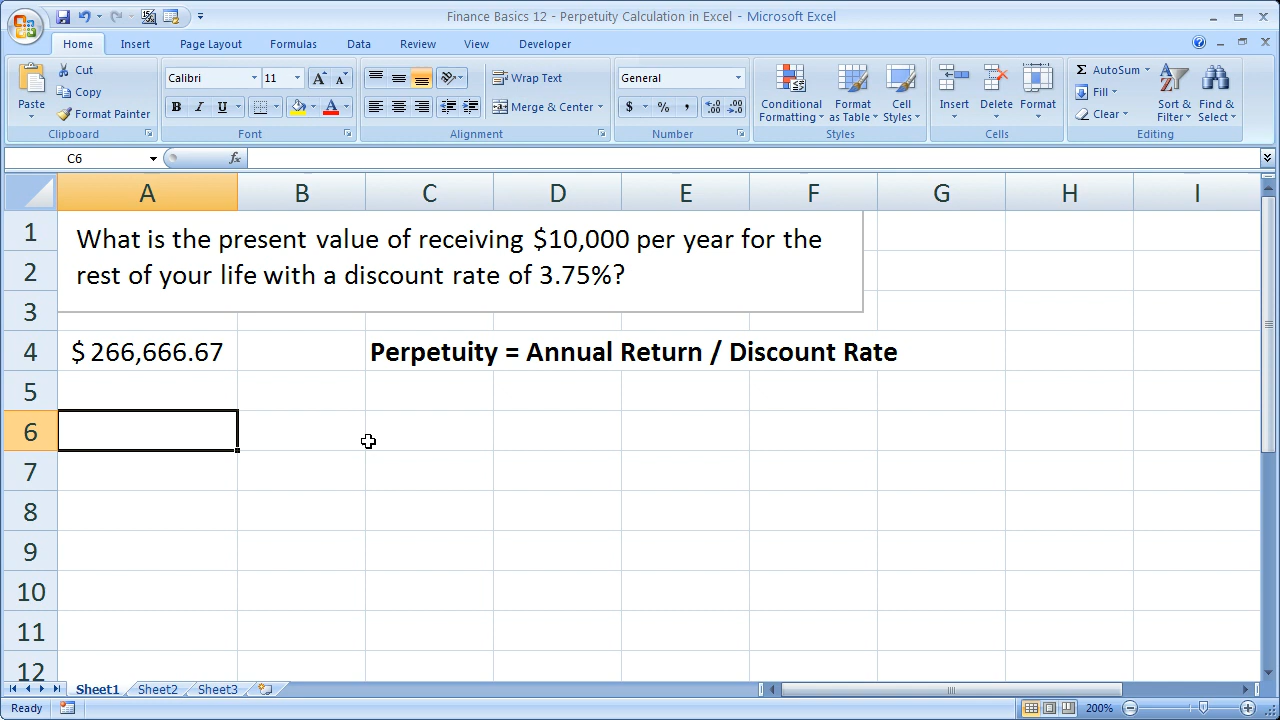 Finance Basics 12 - Perpetuity Calculation in Excel - Microsoft Excel
Home Insert Page Layout Formulas Data Review View Developer
Paste Cut Copy Format Painter
Calibri 11
B I U A
Wrap Text
Merge & Center
General
$ % ,
Conditional Formatting
Format as Table
Cell Styles
Insert Delete Format
Σ AutoSum
Fill
Clear
Sort & Filter
Find & Select
Clipboard Font Alignment Number Styles Cells Editing
C6 fx
A B C D E F G H I
1
What is the present value of receiving $10,000 per year for the
2
rest of your life with a discount rate of 3.75%?
3
4 $ 266,666.67 Perpetuity = Annual Return / Discount Rate
5
6
7
8
9
10
11
12
Sheet1 Sheet2 Sheet3
Ready 200%